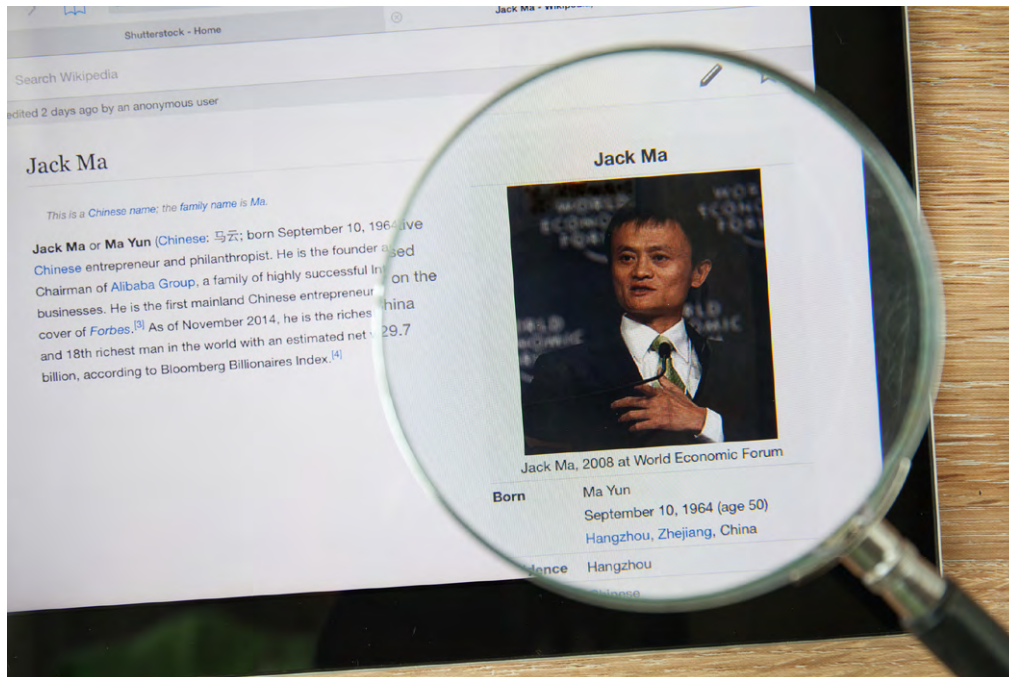 Shutterstock - Home
Jack Ma -
Search Wikipedia
edited 2 days ago by an anonymous user
Jack Ma
This is a Chinese name; the family name is Ma.
Jack Ma or Ma Yun (Chinese: 马云; born September 10, 1964 ive
Chinese entrepreneur and philanthropist. He is the founder sed
Chairman of Alibaba Group, a family of highly successful on the
businesses. He is the first mainland Chinese entrepreneur hina
cover of Forbes.[3] As of November 2014, he is the riches
and 18th richest man in the world with an estimated net 29.7
billion, according to Bloomberg Billionaires Index.[4]
Jack Ma
WORLD
ECONOMIC
FORUM
Jack Ma, 2008 at World Economic Forum
Born Ma Yun
September 10, 1964 (age 50)
Hangzhou, Zhejiang, China
dence Hangzhou
Chinese